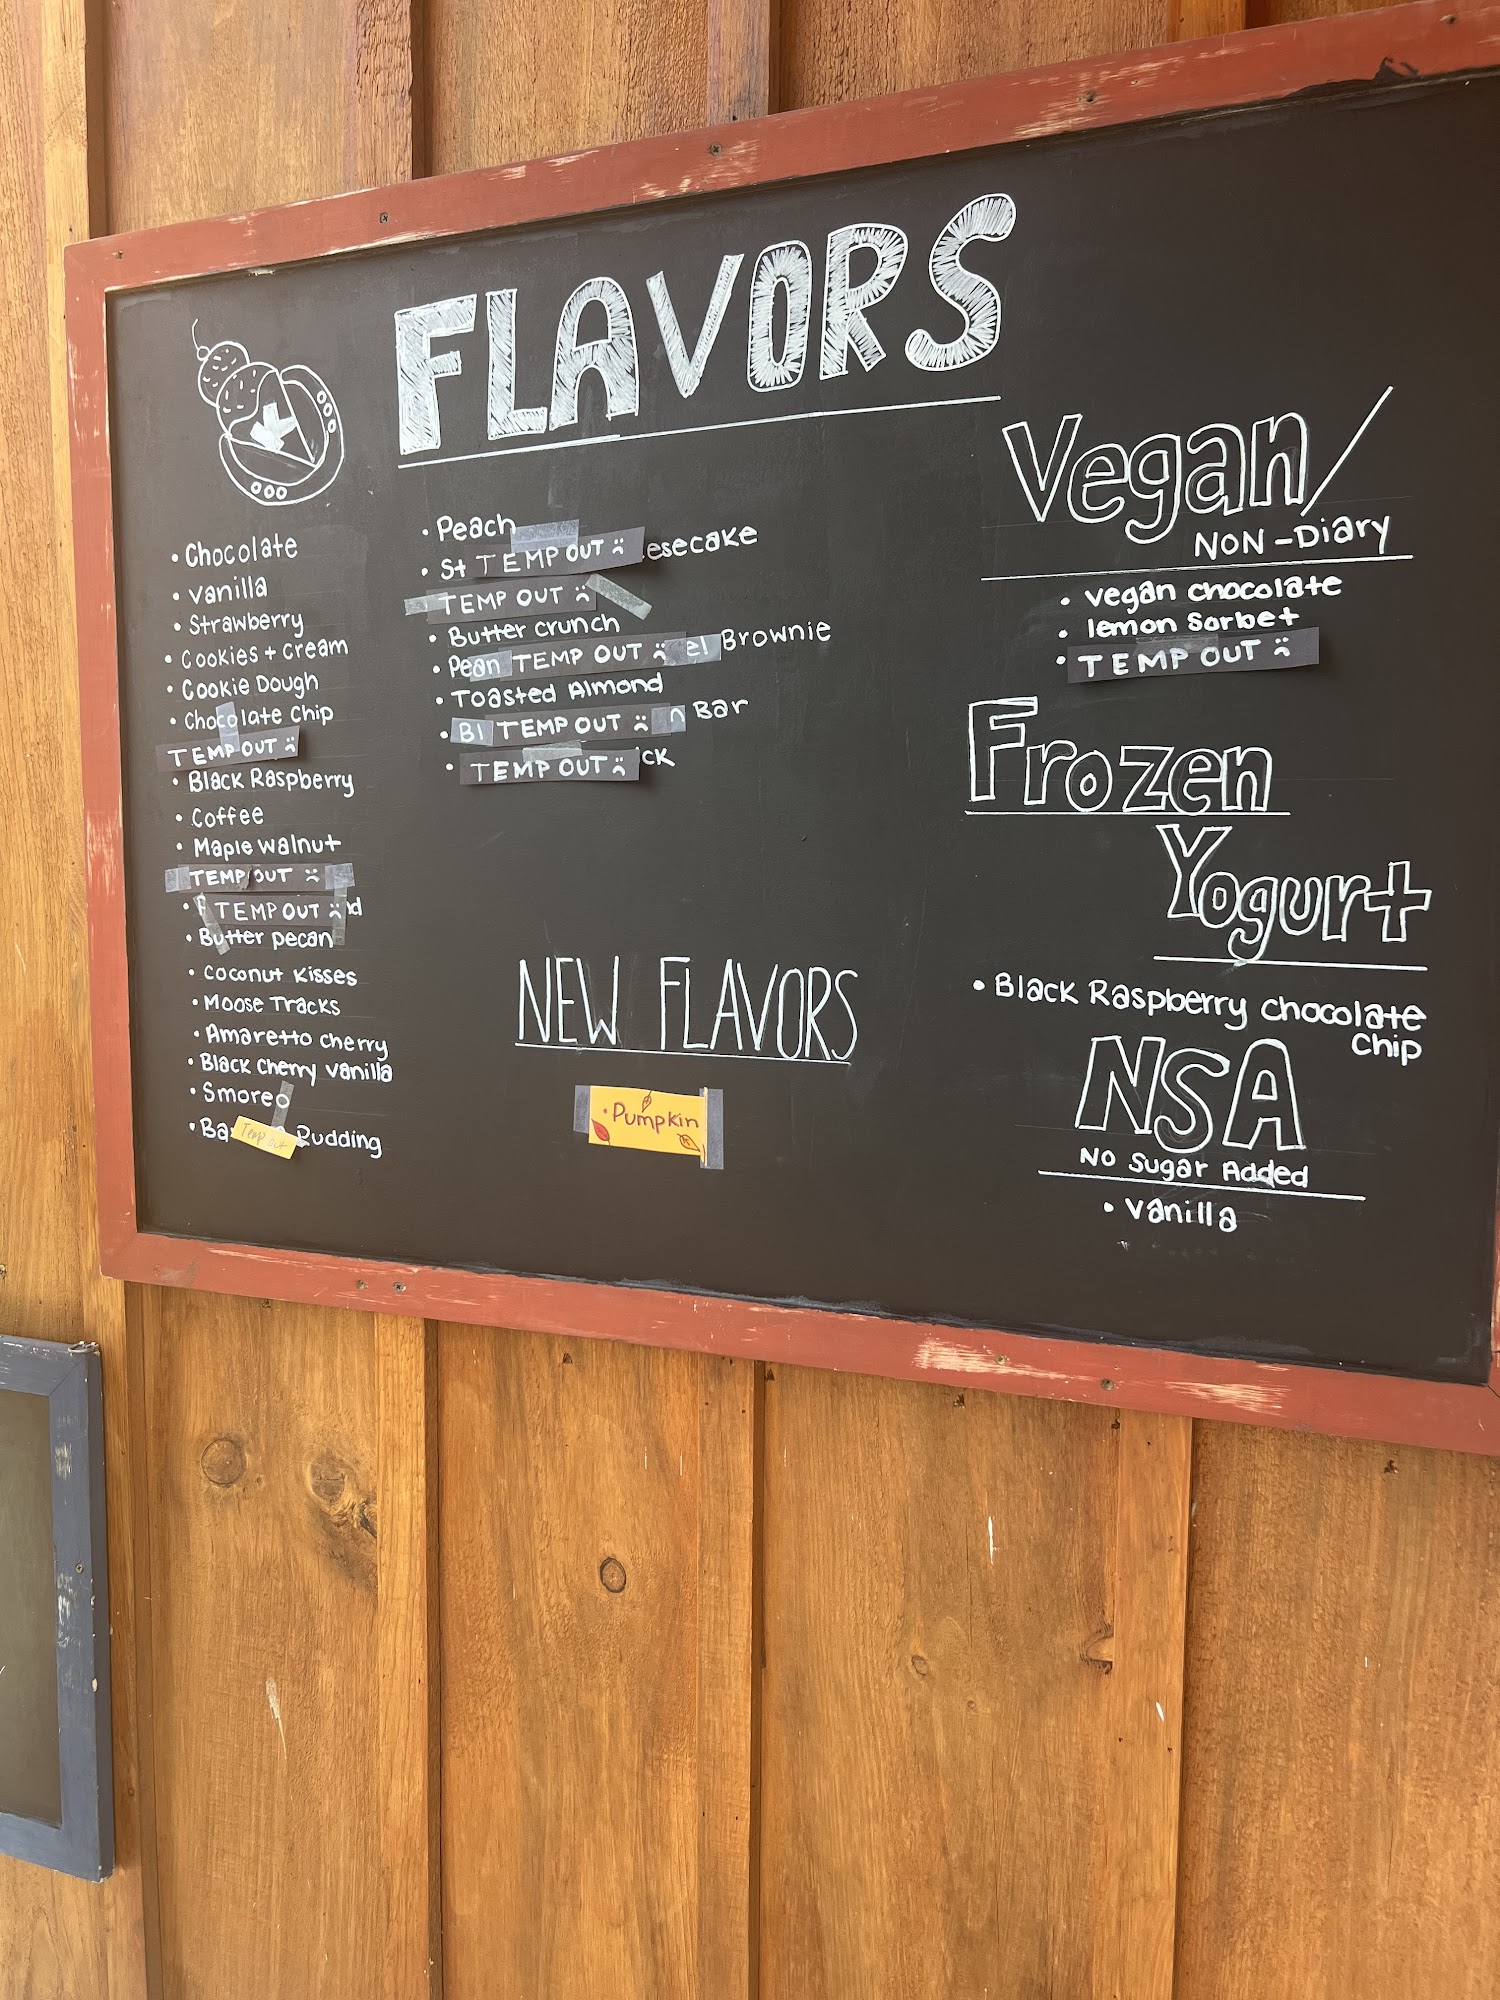 FLAVORS
• Chocolate
• Vanilla
• Strawberry
• Cookies + Cream
• Cookie Dough
• Chocolate Chip
TEMP OUT
• Black Raspberry
• Coffee
• Maple Walnut
TEMP OUT
• TEMP OUT
• Butter Pecan
• Coconut Kisses
• Moose Tracks
• Amaretto Cherry
• Black Cherry Vanilla
• Smoreo
• Ba Temp Out Pudding
• Peach
• St TEMP OUT esecake
TEMP OUT
• Butter Crunch
• Pean TEMP OUT el Brownie
• Toasted Almond
• Bl TEMP OUT n Bar
• TEMP OUT ck
NEW FLAVORS
• Pumpkin
Vegan/
NON-Diary
• Vegan chocolate
• lemon Sorbet
• TEMP OUT
Frozen
Yogurt
• Black Raspberry Chocolate
Chip
NSA
No Sugar Added
• Vanilla